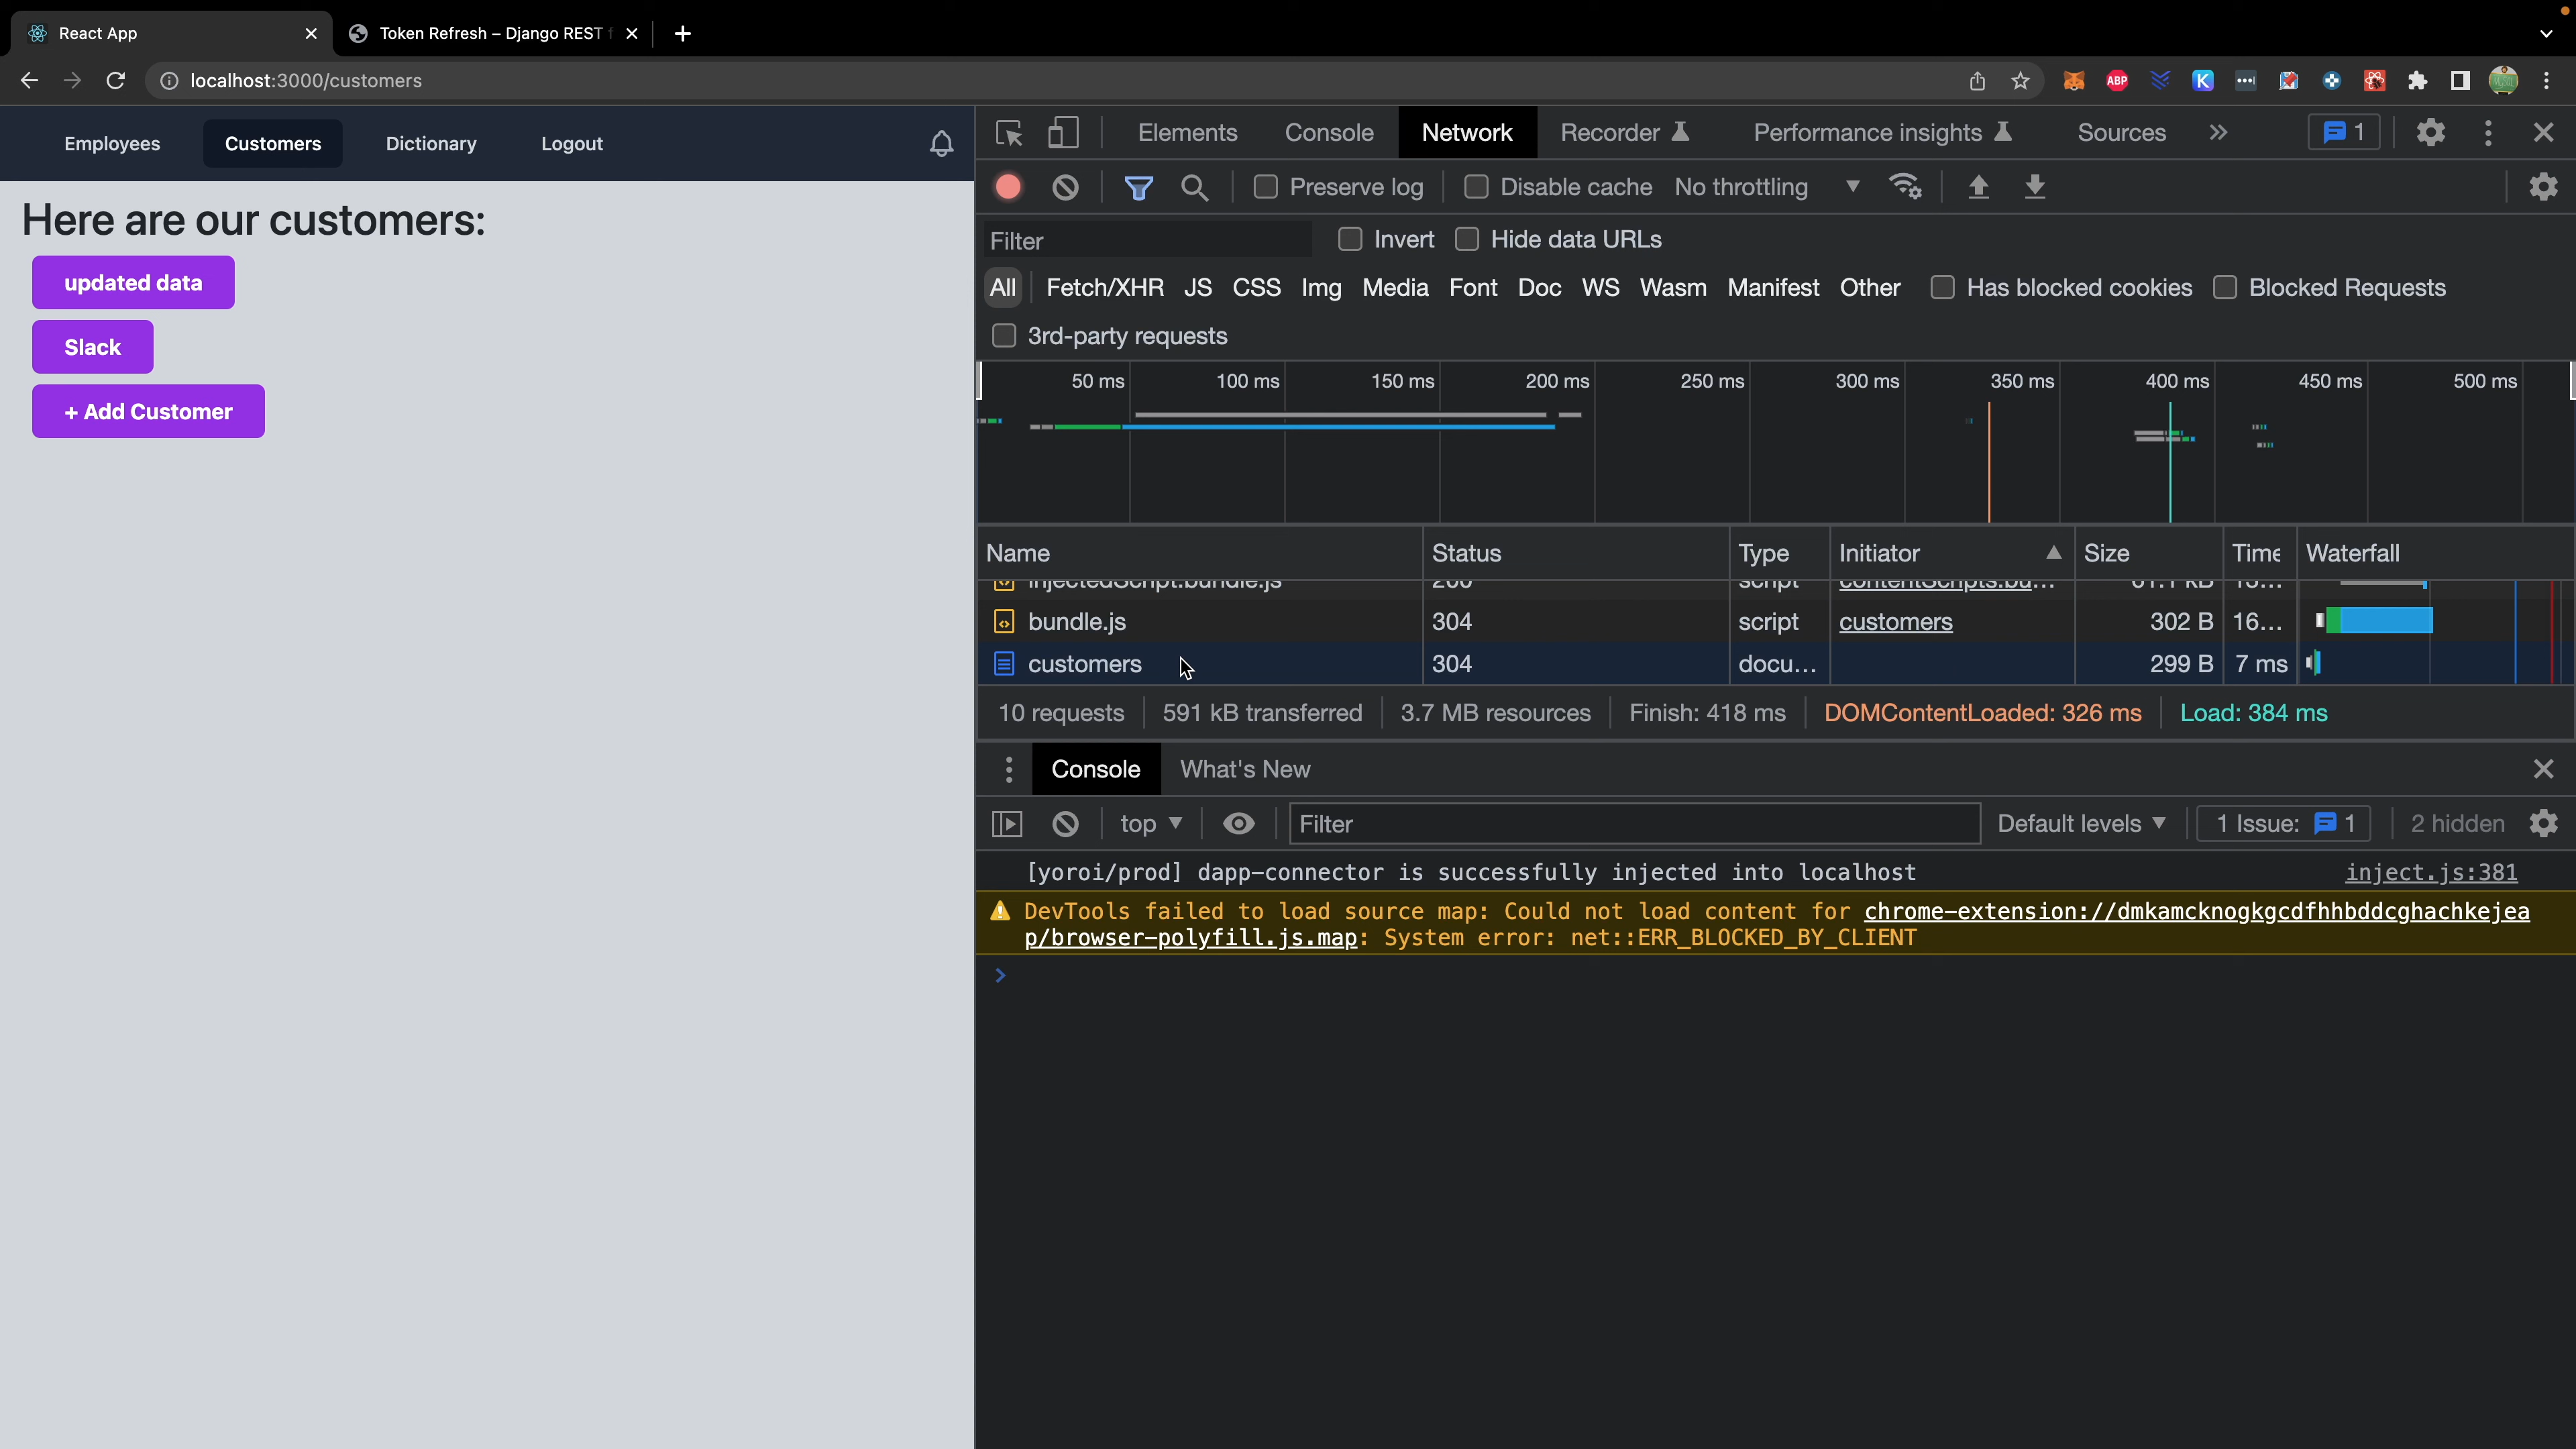 React App
Token Refresh – Django REST
localhost:3000/customers
Employees Customers Dictionary Logout
Here are our customers:
updated data
Slack
+ Add Customer
Elements Console Network Recorder Performance insights Sources 1
Preserve log Disable cache No throttling
Filter Invert Hide data URLs
All Fetch/XHR JS CSS Img Media Font Doc WS Wasm Manifest Other Has blocked cookies Blocked Requests
3rd-party requests
50 ms 100 ms 150 ms 200 ms 250 ms 300 ms 350 ms 400 ms 450 ms 500 ms
Name Status Type Initiator Size Time Waterfall
injectedScript.bundle.js 200 script contentScripts.bu...
bundle.js 304 script customers 302 B 16...
customers 304 docu... 299 B 7 ms
10 requests 591 kB transferred 3.7 MB resources Finish: 418 ms DOMContentLoaded: 326 ms Load: 384 ms
Console What's New
top Filter Default levels 1 Issue: 1 2 hidden
[yoroi/prod] dapp-connector is successfully injected into localhost inject.js:381
DevTools failed to load source map: Could not load content for chrome-extension://dmkamcknogkgcdfhhbddcghachkejea
p/browser-polyfill.js.map: System error: net::ERR_BLOCKED_BY_CLIENT